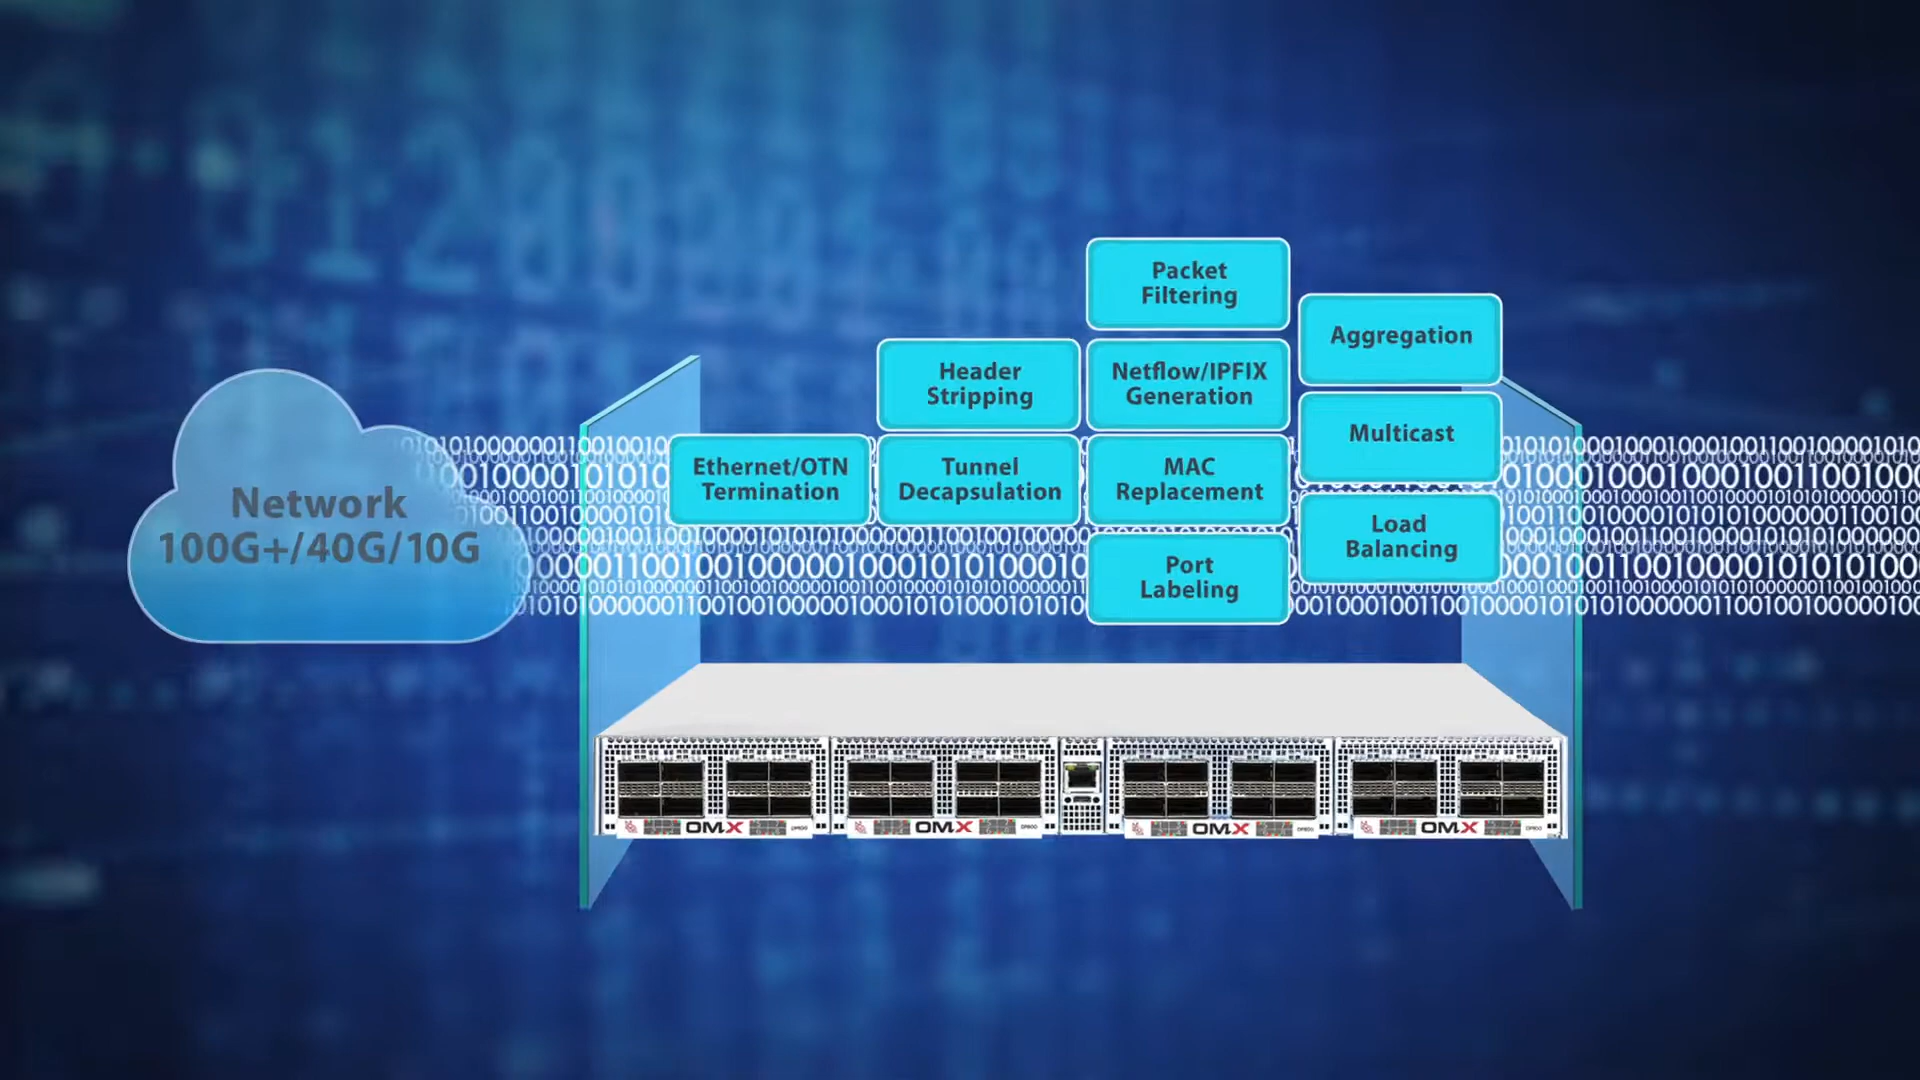 Packet
Filtering
Aggregation
Header
Stripping
Netflow/IPFIX
Generation
Multicast
Ethernet/OTN
Termination
Tunnel
Decapsulation
MAC
Replacement
Network
100G+/40G/10G
Load
Balancing
Port
Labeling
OMX
OMX
OMX
OMX